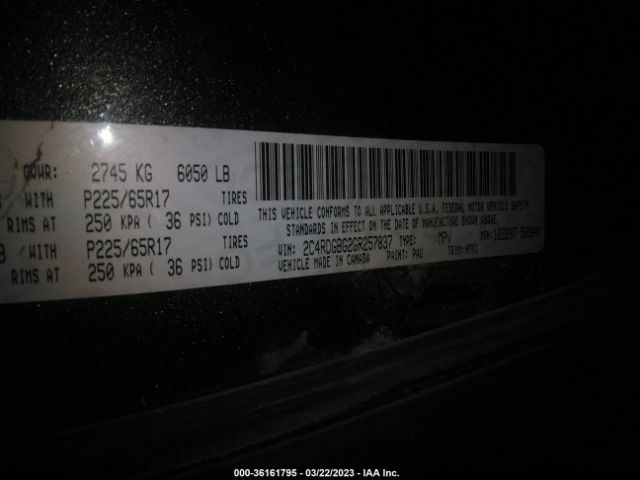 GVWR: 2745 KG 6050 LB
WITH P225/65R17 TIRES
RIMS AT 250 KPA ( 36 PSI) COLD
WITH P225/65R17 TIRES
RIMS AT 250 KPA ( 36 PSI) COLD
THIS VEHICLE CONFORMS TO ALL APPLICABLE U.S.A. FEDERAL MOTOR VEHICLE SAFETY
STANDARDS IN EFFECT ON THE DATE OF MANUFACTURE SHOWN ABOVE.
VIN: 2C4RDGBG2GR257837 TYPE: MPV MDH:
VEHICLE MADE IN CANADA PAINT: PAU TRIM:
000-36161795 - 03/22/2023 - IAA Inc.